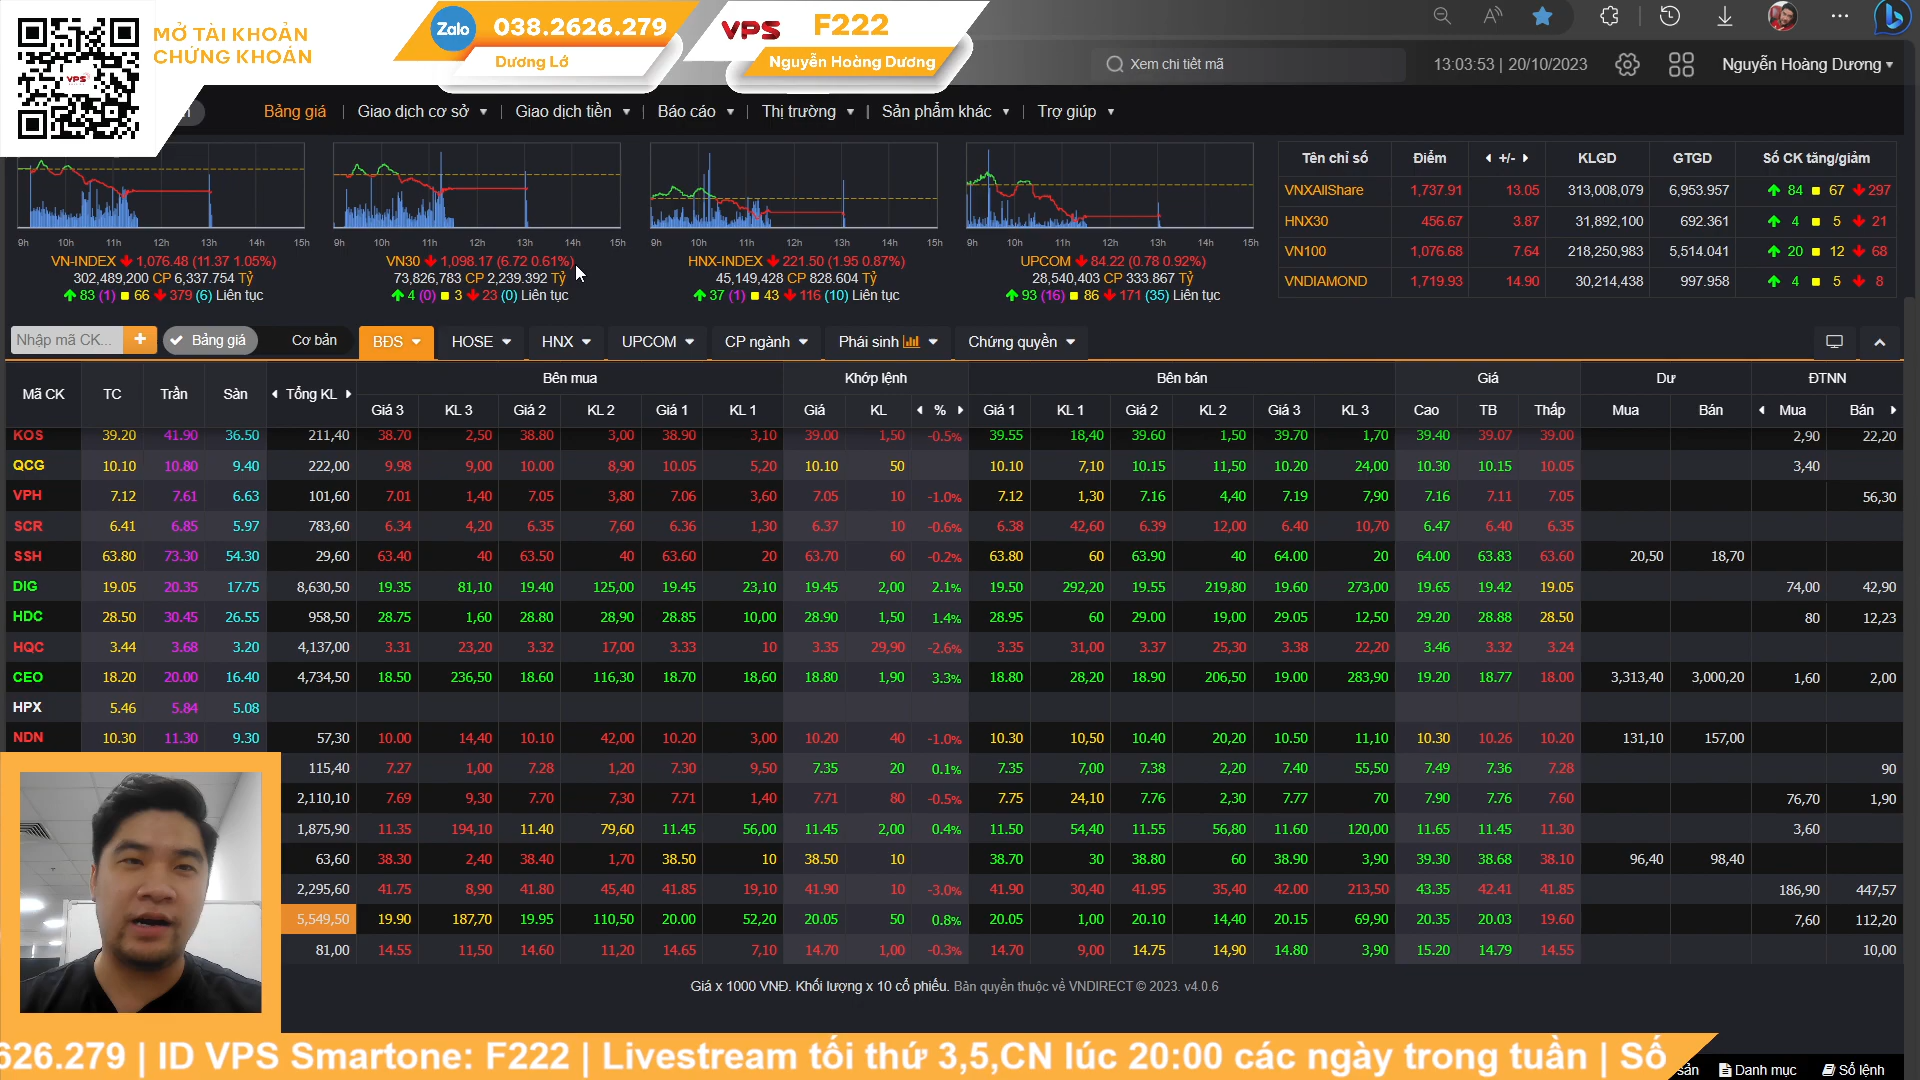 MỞ TÀI KHOẢN
CHỨNG KHOÁN
VPS
Zalo 038.2626.279
Dương Lớ
VPS F222
Nguyễn Hoàng Dương
Xem chi tiết mã
13:03:53 | 20/10/2023
Nguyễn Hoàng Dương
Bảng giá | Giao dịch cơ sở | Giao dịch tiền | Báo cáo | Thị trường | Sản phẩm khác | Trợ giúp
9h 10h 11h 12h 13h 14h 15h
VN-INDEX 1,076.48 (11.37 1.05%)
302,489,200 CP 6,337.754 Tỷ
83 (1) 66 379 (6) Liên tục
9h 10h 11h 12h 13h 14h 15h
VN30 1,098.17 (6.72 0.61%)
73,826,783 CP 2,239.392 Tỷ
4 (0) 3 23 (0) Liên tục
9h 10h 11h 12h 13h 14h 15h
HNX-INDEX 221.50 (1.95 0.87%)
45,149,428 CP 828.604 Tỷ
37 (1) 43 116 (10) Liên tục
9h 10h 11h 12h 13h 14h 15h
UPCOM 84.22 (0.78 0.92%)
28,540,403 CP 333.867 Tỷ
93 (16) 86 171 (35) Liên tục
Tên chỉ số Điểm +/- KLGD GTGD Số CK tăng/giảm
VNXAllShare 1,737.91 13.05 313,008,079 6,953.957 84 67 297
HNX30 456.67 3.87 31,892,100 692.361 4 5 21
VN100 1,076.68 7.64 218,250,983 5,514.041 20 12 68
VNDIAMOND 1,719.93 14.90 30,214,438 997.958 4 5 8
Nhập mã CK... + Bảng giá Cơ bản BĐS HOSE HNX UPCOM CP ngành Phái sinh Chứng quyền
Mã CK TC Trần Sàn Tổng KL Bên mua Khớp lệnh Bên bán Giá Dư ĐTNN
Giá 3 KL 3 Giá 2 KL 2 Giá 1 KL 1 Giá KL % Giá 1 KL 1 Giá 2 KL 2 Giá 3 KL 3 Cao TB Thấp Mua Bán Mua Bán
KOS 39.20 41.90 36.50 211,40 38.70 2,50 38.80 3,00 38.90 3,10 39.00 1,50 -0.5% 39.55 18,40 39.60 1,50 39.70 1,70 39.40 39.07 39.00 2,90 22,20
QCG 10.10 10.80 9.40 222,00 9.98 9,00 10.00 8,90 10.05 5,20 10.10 50 10.10 7,10 10.15 11,50 10.20 24,00 10.30 10.15 10.05 3,40
VPH 7.12 7.61 6.63 101,60 7.01 1,40 7.05 3,80 7.06 3,60 7.05 10 -1.0% 7.12 1,30 7.16 4,40 7.19 7,90 7.16 7.11 7.05 56,30
SCR 6.41 6.85 5.97 783,60 6.34 4,20 6.35 7,60 6.36 1,30 6.37 10 -0.6% 6.38 42,60 6.39 12,00 6.40 10,70 6.47 6.40 6.35
SSH 63.80 73.30 54.30 29,60 63.40 40 63.50 40 63.60 20 63.70 60 -0.2% 63.80 60 63.90 40 64.00 20 64.00 63.83 63.60 20,50 18,70
DIG 19.05 20.35 17.75 8,630,50 19.35 81,10 19.40 125,00 19.45 23,10 19.45 2,00 2.1% 19.50 292,20 19.55 219,80 19.60 273,00 19.65 19.42 19.05 74,00 42,90
HDC 28.50 30.45 26.55 958,50 28.75 1,60 28.80 28,90 28.85 10,00 28.90 1,50 1.4% 28.95 60 29.00 19,00 29.05 12,50 29.20 28.88 28.50 80 12,23
HQC 3.44 3.68 3.20 4,137,00 3.31 23,20 3.32 17,00 3.33 10 3.35 29,90 -2.6% 3.35 31,00 3.37 25,30 3.38 22,20 3.46 3.32 3.24
CEO 18.20 20.00 16.40 4,734,50 18.50 236,50 18.60 116,30 18.70 18,60 18.80 1,90 3.3% 18.80 28,20 18.90 206,50 19.00 283,90 19.20 18.77 18.00 3,313,40 3,000,20 1,60 2,00
HPX 5.46 5.84 5.08
NDN 10.30 11.30 9.30 57,30 10.00 14,40 10.10 42,00 10.20 3,00 10.20 40 -1.0% 10.30 10,50 10.40 20,20 10.50 11,10 10.30 10.26 10.20 131,10 157,00
115,40 7.27 1,00 7.28 1,20 7.30 9,50 7.35 20 0.1% 7.35 7,00 7.38 2,20 7.40 55,50 7.49 7.36 7.28 90
2,110,10 7.69 9,30 7.70 7,30 7.71 1,40 7.71 80 -0.5% 7.75 24,10 7.76 2,30 7.77 70 7.90 7.76 7.60 76,70 1,90
1,875,90 11.35 194,10 11.40 79,60 11.45 56,00 11.45 2,00 0.4% 11.50 54,40 11.55 56,80 11.60 120,00 11.65 11.45 11.30 3,60
63,60 38.30 2,40 38.40 1,70 38.50 10 38.50 10 38.70 30 38.80 60 38.90 3,90 39.30 38.68 38.10 96,40 98,40
2,295,60 41.75 8,90 41.80 45,40 41.85 19,10 41.90 10 -3.0% 41.90 30,40 41.95 35,40 42.00 213,50 43.35 42.41 41.85 186,90 447,57
5,549,50 19.90 187,70 19.95 110,50 20.00 52,20 20.05 50 0.8% 20.05 1,00 20.10 14,40 20.15 69,90 20.35 20.03 19.60 7,60 112,20
81,00 14.55 11,50 14.60 11,20 14.65 7,10 14.70 1,00 -0.3% 14.70 9,00 14.75 14,90 14.80 3,90 15.20 14.79 14.55 10,00
Giá x 1000 VNĐ. Khối lượng x 10 cổ phiếu. Bản quyền thuộc về VNDIRECT © 2023. v4.0.6
626.279 | ID VPS Smartone: F222 | Livestream tối thứ 3,5,CN lúc 20:00 các ngày trong tuần | Số
sản Danh mục Sổ lệnh